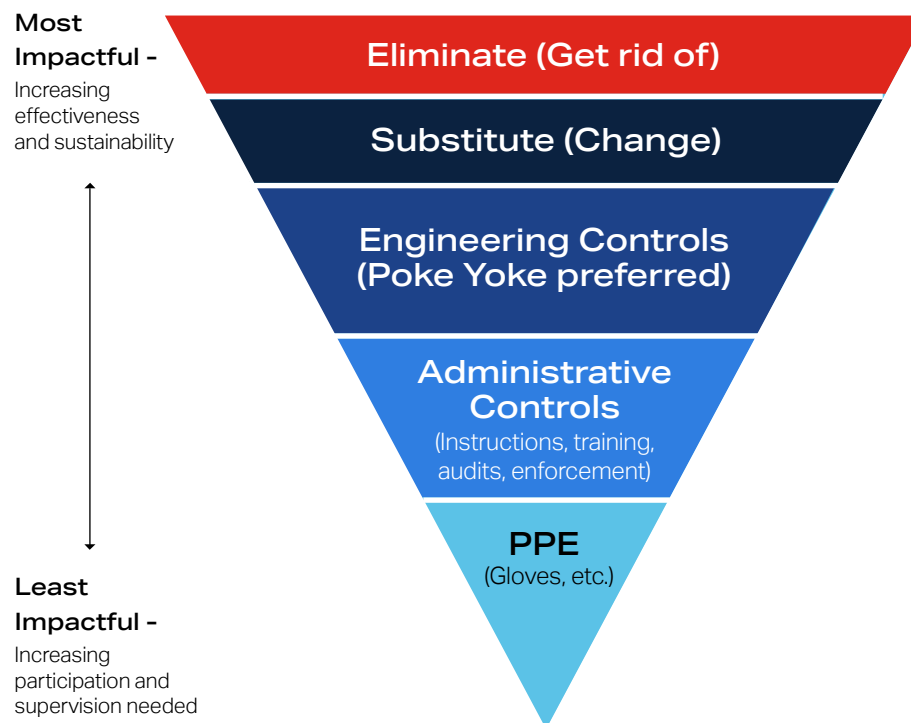 Most
Impactful -
Increasing
effectiveness
and sustainability
Eliminate (Get rid of)
Substitute (Change)
Engineering Controls
(Poke Yoke preferred)
Administrative
Controls
(Instructions, training,
audits, enforcement)
PPE
(Gloves, etc.)
Least
Impactful -
Increasing
participation and
supervision needed